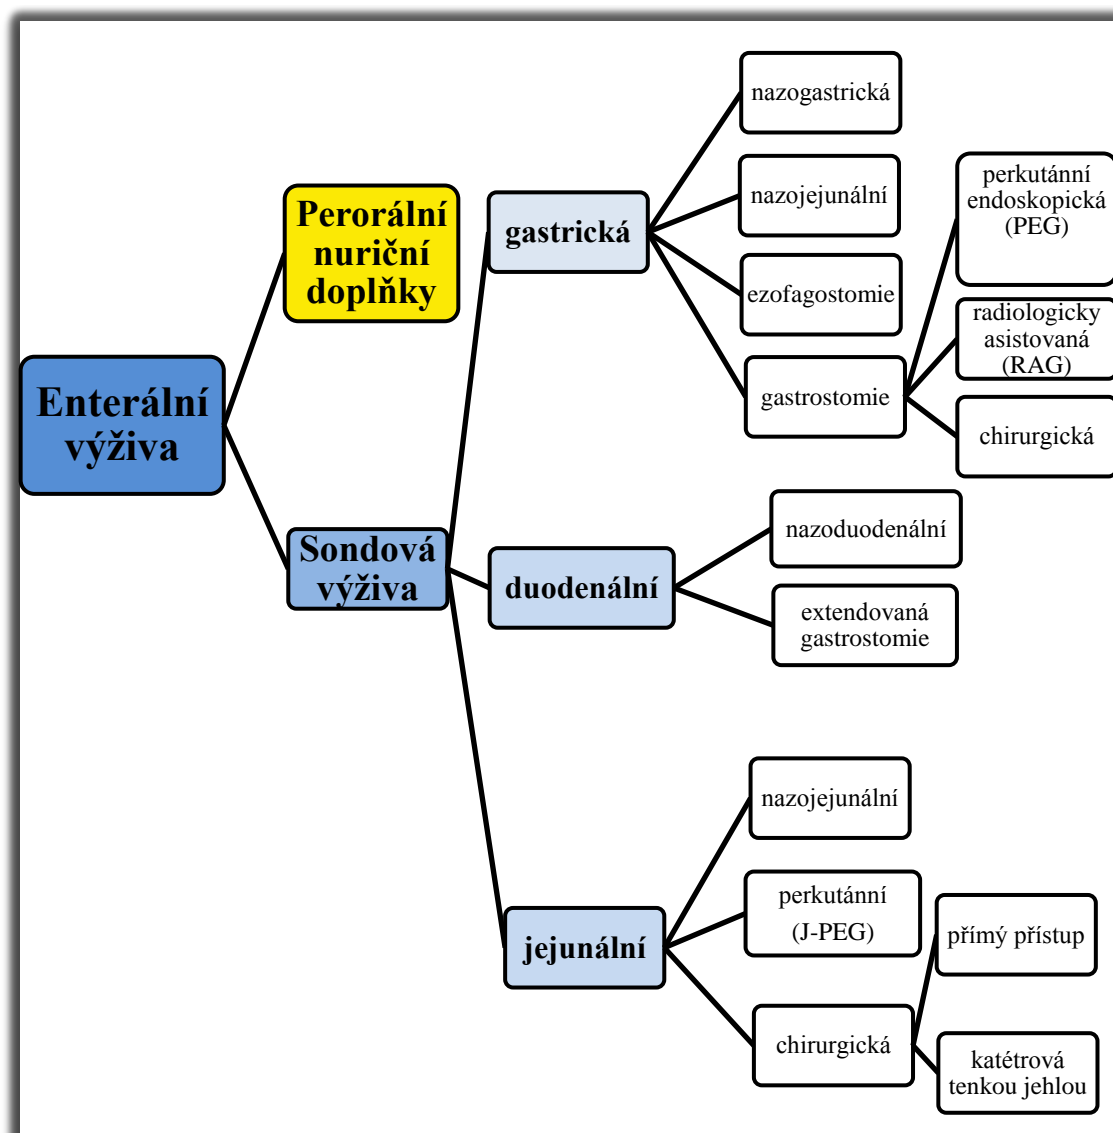 Enterální
výživa
Perorální
nuriční
doplňky
Sondová
výživa
gastrická
nazogastrická
nazojejunální
ezofagostomie
gastrostomie
perkutánní
endoskopická
(PEG)
radiologicky
asistovaná
(RAG)
chirurgická
duodenální
nazoduodenální
extendovaná
gastrostomie
jejunální
nazojejunální
perkutánní
(J-PEG)
chirurgická
přímý přístup
katétrová
tenkou jehlou